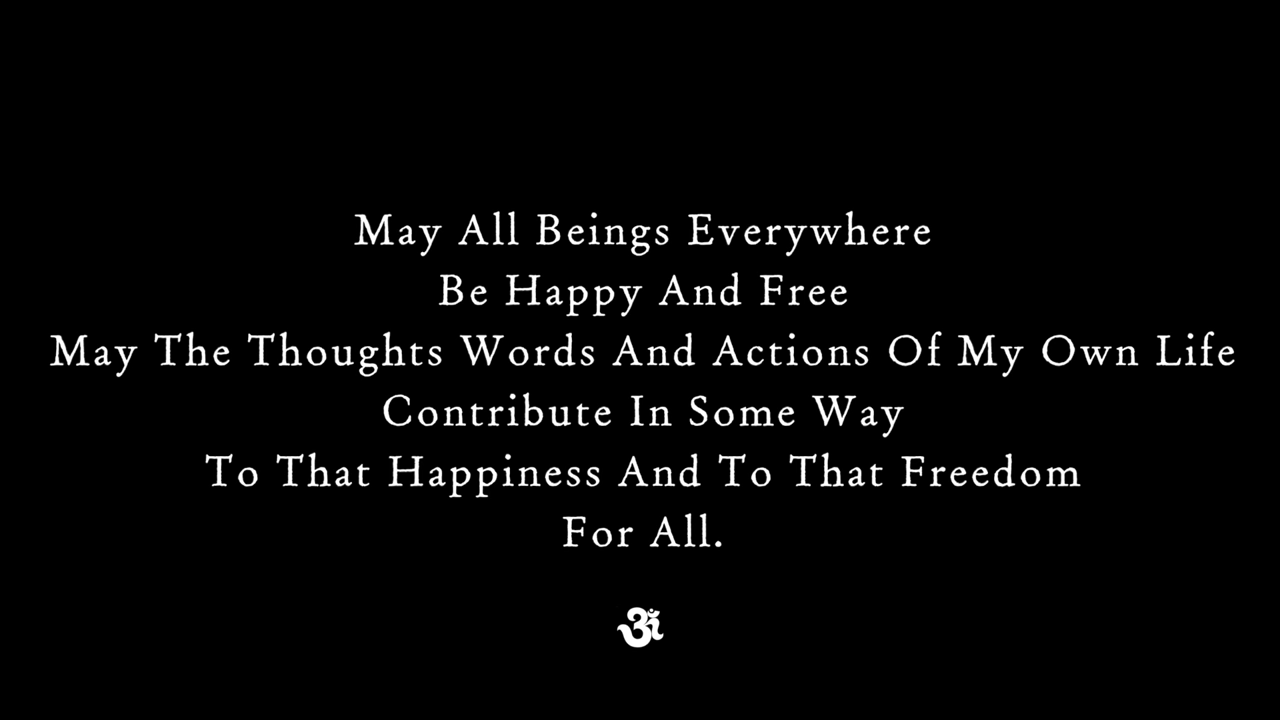 May All Beings Everywhere
Be Happy And Free
May The Thoughts Words And Actions Of My Own Life
Contribute In Some Way
To That Happiness And To That Freedom
For All.
ॐ